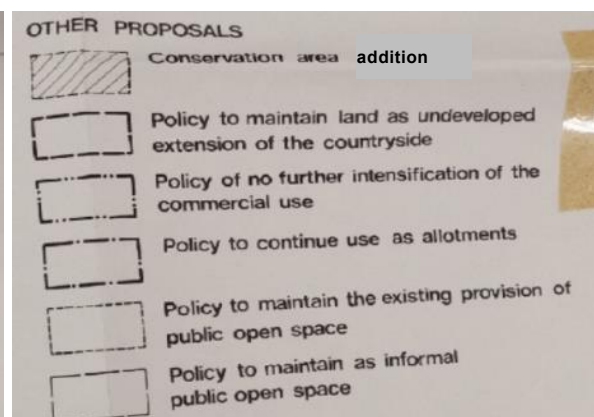 OTHER PROPOSALS
Conservation area addition
Policy to maintain land as undeveloped
extension of the countryside
Policy of no further intensification of the
commercial use
Policy to continue use as allotments
Policy to maintain the existing provision of
public open space
Policy to maintain as informal
public open space